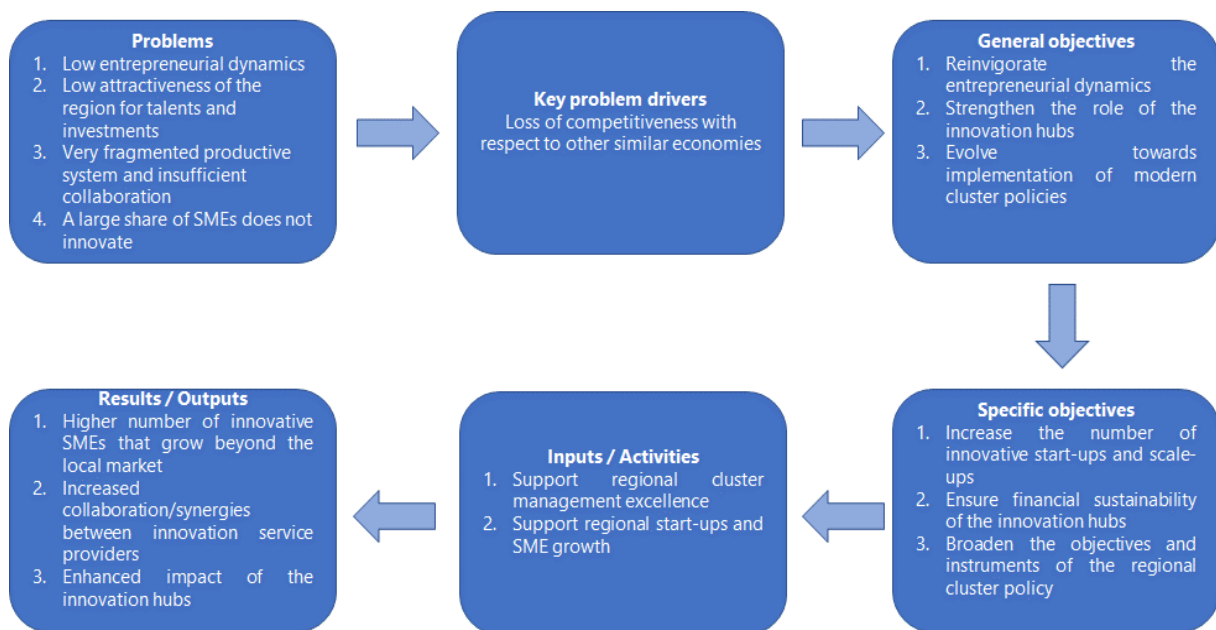 Problems
1. Low entrepreneurial dynamics
2. Low attractiveness of the
region for talents and
investments
3. Very fragmented productive
system and insufficient
collaboration
4. A large share of SMEs does not
innovate
Key problem drivers
Loss of competitiveness with
respect to other similar economies
General objectives
1. Reinvigorate the
entrepreneurial dynamics
2. Strengthen the role of the
innovation hubs
3. Evolve towards
implementation of modern
cluster policies
Specific objectives
1. Increase the number of
innovative start-ups and scale-
ups
2. Ensure financial sustainability
of the innovation hubs
3. Broaden the objectives and
instruments of the regional
cluster policy
Inputs / Activities
1. Support regional cluster
management excellence
2. Support regional start-ups and
SME growth
Results / Outputs
1. Higher number of innovative
SMEs that grow beyond the
local market
2. Increased
collaboration/synergies
between innovation service
providers
3. Enhanced impact of the
innovation hubs